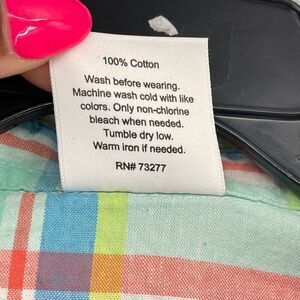 100% Cotton
Wash before wearing.
Machine wash cold with like
colors. Only non-chlorine
bleach when needed.
Tumble dry low.
Warm iron if needed.
RN# 73277